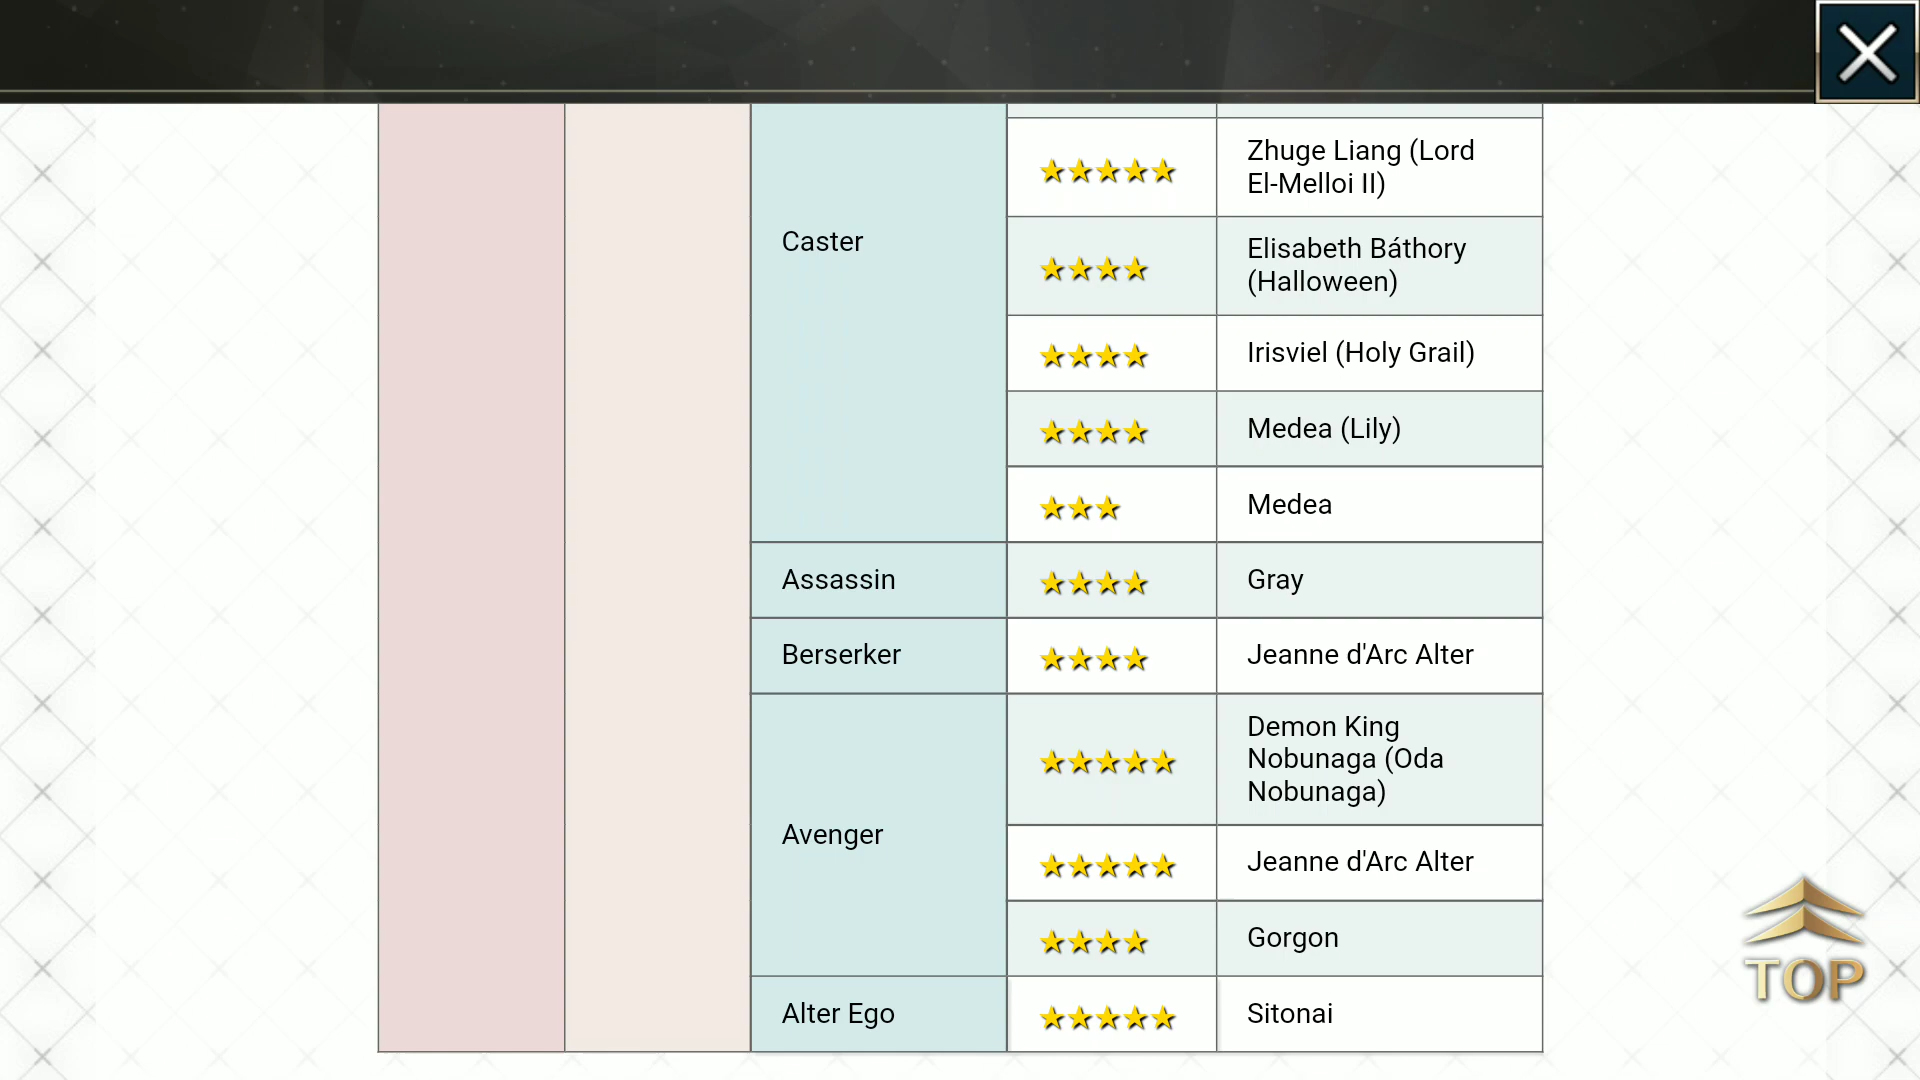 Caster
★★★★★
Zhuge Liang (Lord
El-Melloi II)
★★★★
Elisabeth Báthory
(Halloween)
★★★★
Irisviel (Holy Grail)
★★★★
Medea (Lily)
★★★
Medea
Assassin
★★★★
Gray
Berserker
★★★★
Jeanne d'Arc Alter
Avenger
★★★★★
Demon King
Nobunaga (Oda
Nobunaga)
★★★★★
Jeanne d'Arc Alter
★★★★
Gorgon
Alter Ego
★★★★★
Sitonai
TOP